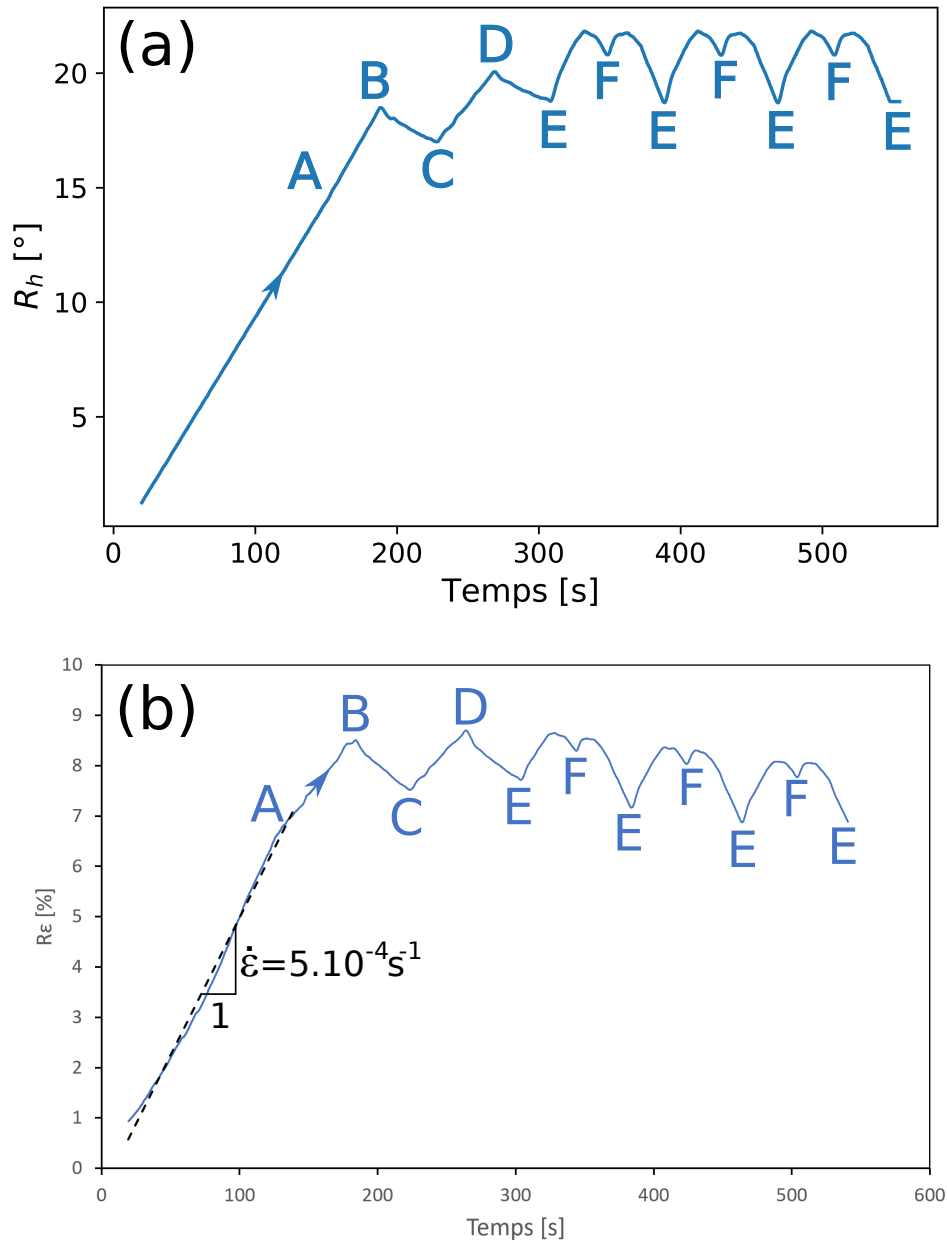 (a)
B
D
A
C
E
F
E
F
E
F
E
20
15
10
5
R_h [°]
0 100 200 300 400 500
Temps [s]
(b)
B
D
A
C
E
F
E
F
E
F
E
10
9
8
7
6
5
4
3
2
1
0
Rε [%]
ε̇=5.10⁻⁴s⁻¹
1
0 100 200 300 400 500 600
Temps [s]